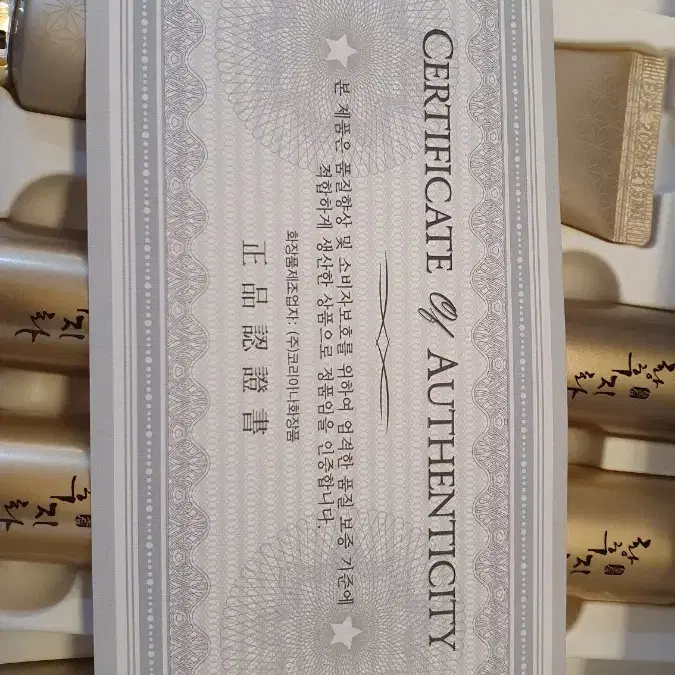 CERTIFICATE Of AUTHENTICITY
본 제품은 품질향상 및 소비자보호를 위하여 엄격한 품질 보증 기준에
적합하게 생산한 상품으로 정품임을 인증합니다.
화장품제조업자: (주)코리아나화장품
正品認證書